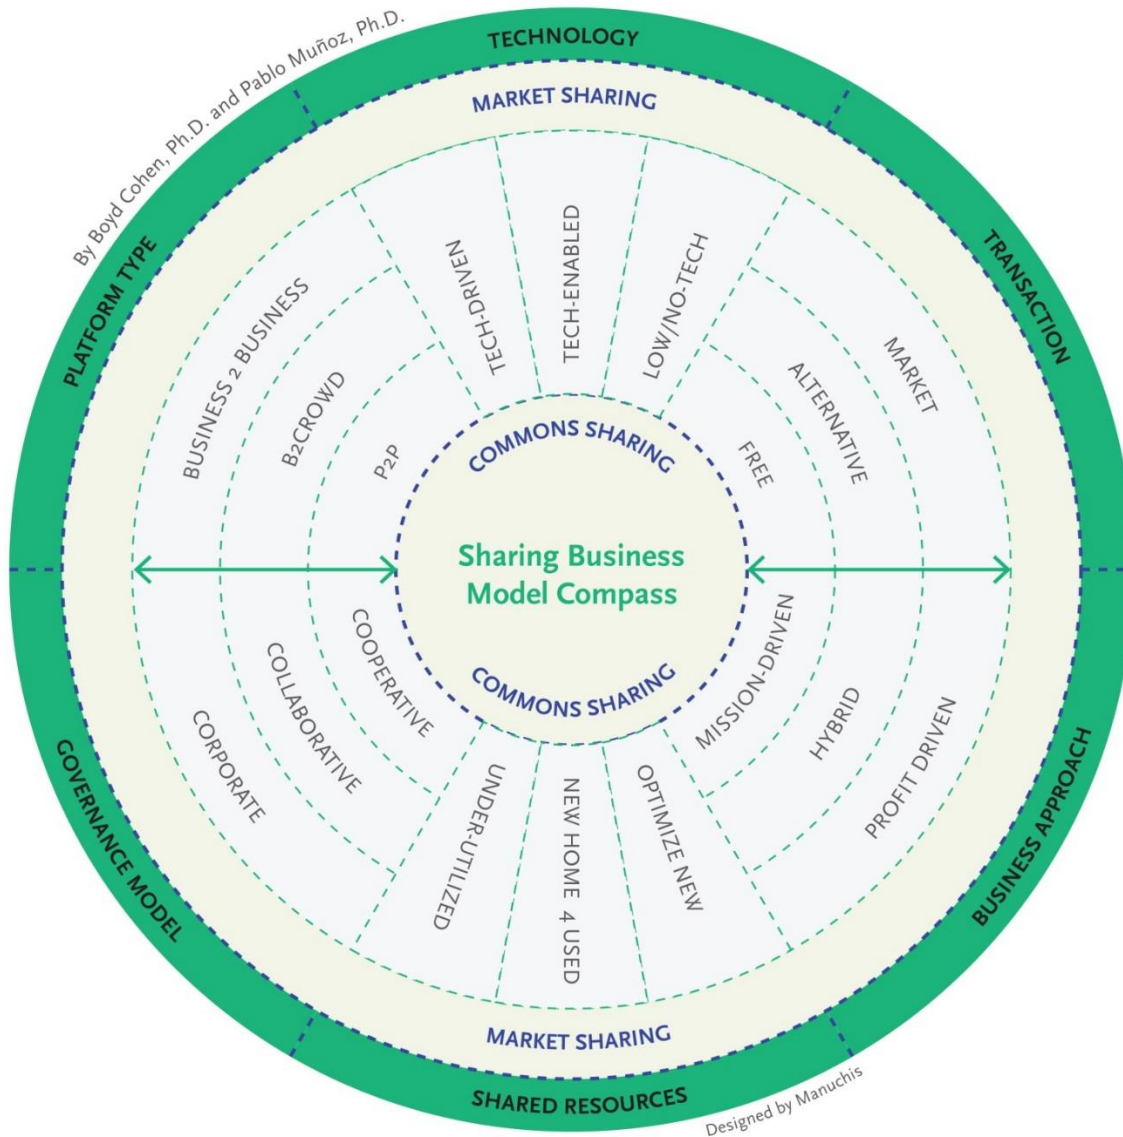 By Boyd Cohen, Ph.D. and Pablo Muñoz, Ph.D.
TECHNOLOGY
MARKET SHARING
TECH-DRIVEN
TECH-ENABLED
LOW/NO-TECH
TRANSACTION
MARKET
ALTERNATIVE
FREE
PLATFORM TYPE
BUSINESS 2 BUSINESS
B2CROWD
P2P
COMMONS SHARING
Sharing Business
Model Compass
COMMONS SHARING
GOVERNANCE MODEL
CORPORATE
COLLABORATIVE
COOPERATIVE
UNDER-UTILIZED
NEW HOME 4 USED
OPTIMIZE NEW
MISSION-DRIVEN
HYBRID
PROFIT DRIVEN
BUSINESS APPROACH
MARKET SHARING
SHARED RESOURCES
Designed by Manuchis